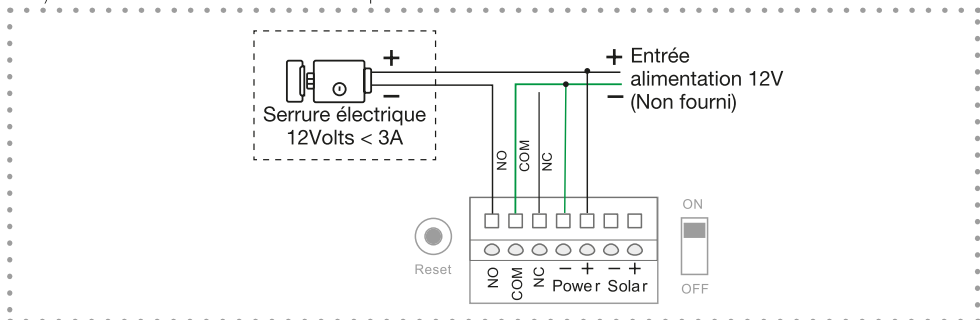 + Entrée
alimentation 12V
− (Non fourni)
+
−
Serrure électrique
12Volts < 3A
NO
COM
NC
ON
OFF
Reset
NO
COM
NC
− +
Power
− +
Solar